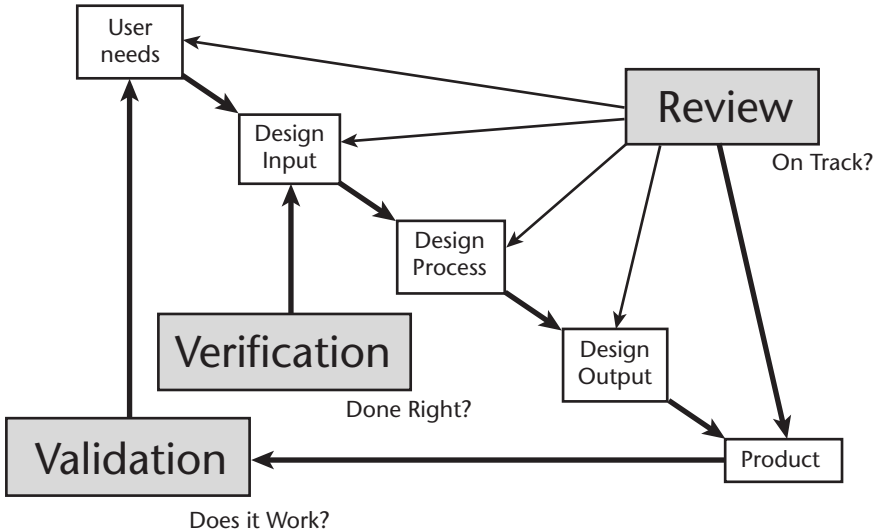 User
needs
Review
On Track?
Design
Input
Design
Process
Verification
Done Right?
Design
Output
Validation
Does it Work?
Product